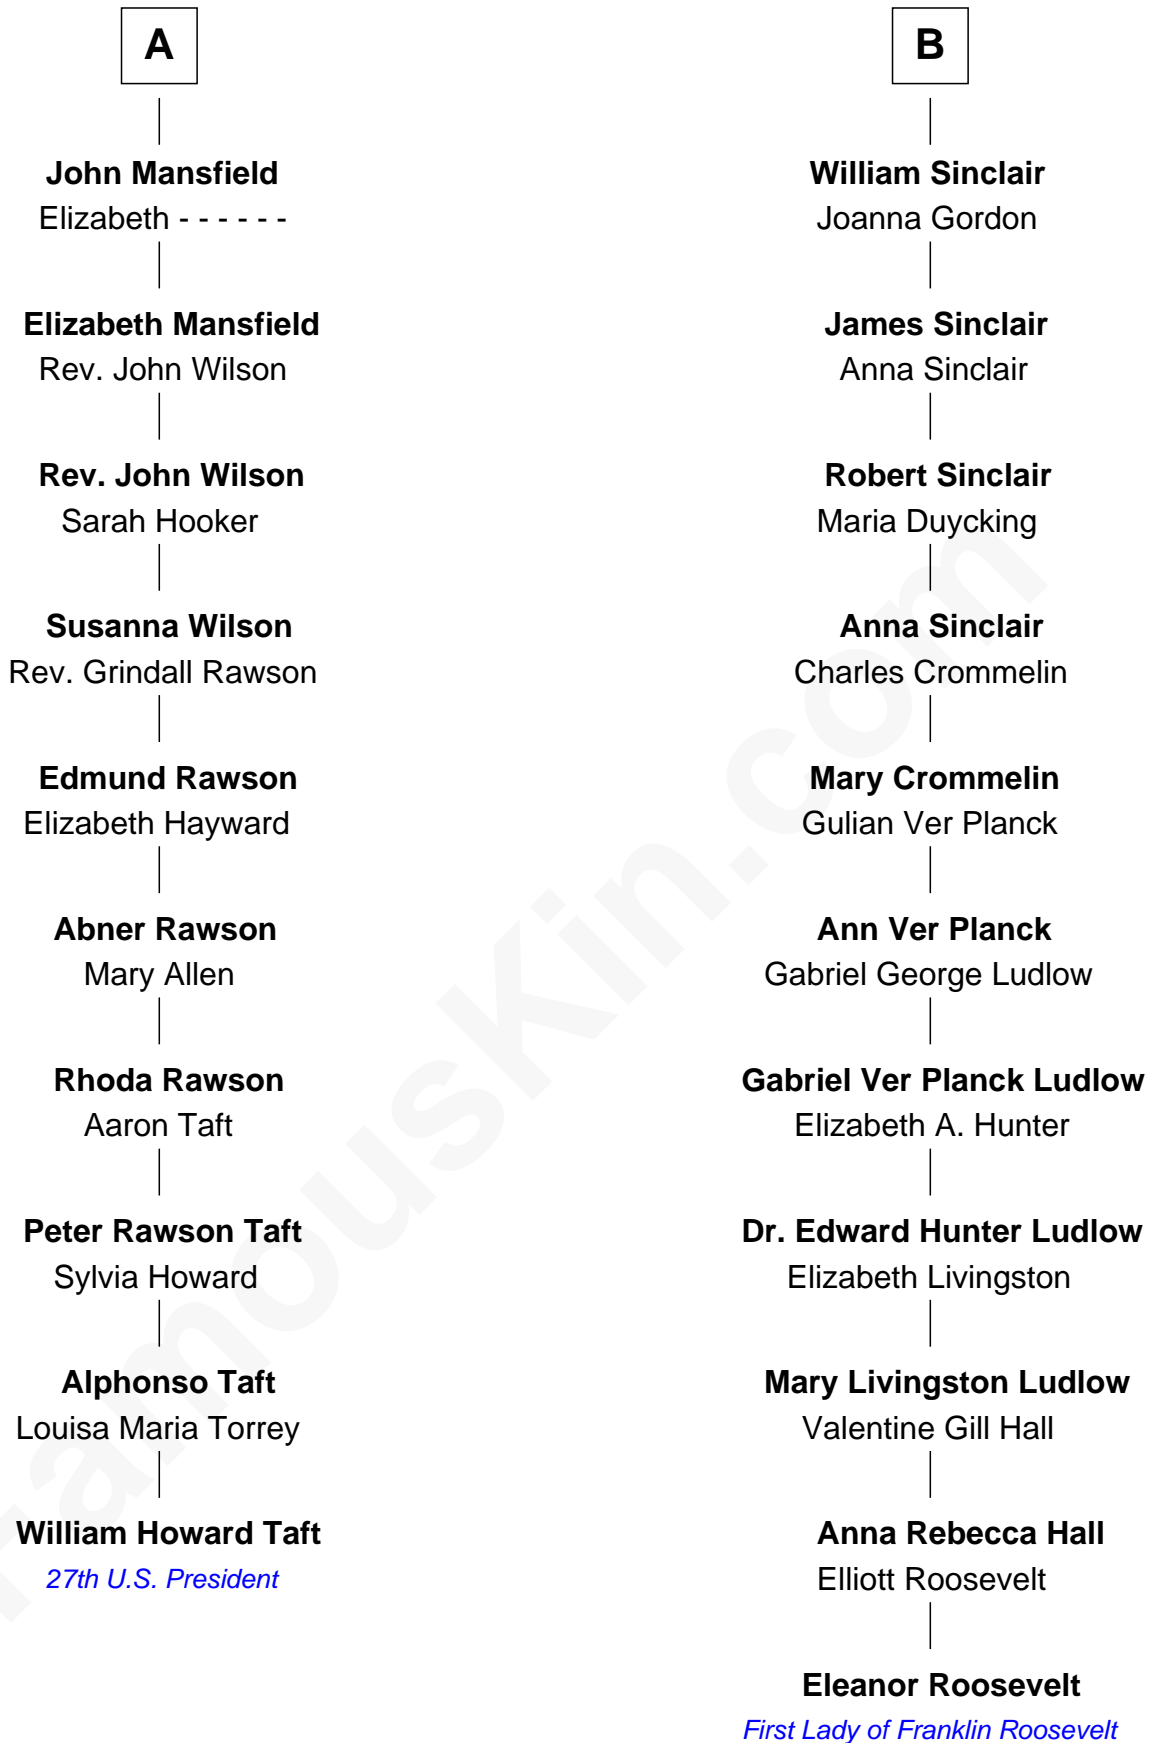 A
John Mansfield
Elizabeth - - - - - -
Elizabeth Mansfield
Rev. John Wilson
Rev. John Wilson
Sarah Hooker
Susanna Wilson
Rev. Grindall Rawson
Edmund Rawson
Elizabeth Hayward
Abner Rawson
Mary Allen
Rhoda Rawson
Aaron Taft
Peter Rawson Taft
Sylvia Howard
Alphonso Taft
Louisa Maria Torrey
William Howard Taft
27th U.S. President
B
William Sinclair
Joanna Gordon
James Sinclair
Anna Sinclair
Robert Sinclair
Maria Duycking
Anna Sinclair
Charles Crommelin
Mary Crommelin
Gulian Ver Planck
Ann Ver Planck
Gabriel George Ludlow
Gabriel Ver Planck Ludlow
Elizabeth A. Hunter
Dr. Edward Hunter Ludlow
Elizabeth Livingston
Mary Livingston Ludlow
Valentine Gill Hall
Anna Rebecca Hall
Elliott Roosevelt
Eleanor Roosevelt
First Lady of Franklin Roosevelt
FamousKin.com